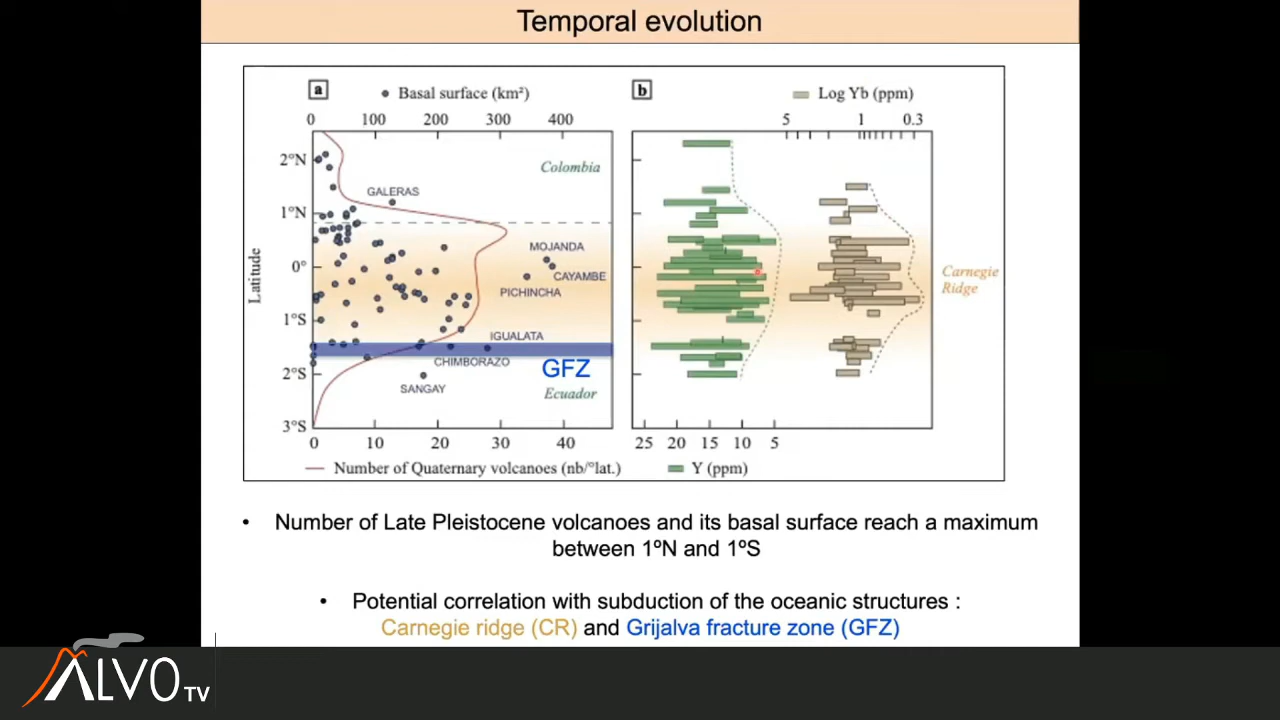 Temporal evolution
a
Basal surface (km²)
0 100 200 300 400
b
Log Yb (ppm)
5 1 0.3
2°N
1°N
0°
1°S
2°S
3°S
Latitude
Colombia
GALERAS
MOJANDA
CAYAMBE
PICHINCHA
IGUALATA
CHIMBORAZO
GFZ
SANGAY
Ecuador
0 10 20 30 40
Number of Quaternary volcanoes (nb/°lat.)
Carnegie
Ridge
25 20 15 10 5
Y (ppm)
• Number of Late Pleistocene volcanoes and its basal surface reach a maximum
between 1ºN and 1ºS
• Potential correlation with subduction of the oceanic structures :
Carnegie ridge (CR) and Grijalva fracture zone (GFZ)
ALVO TV